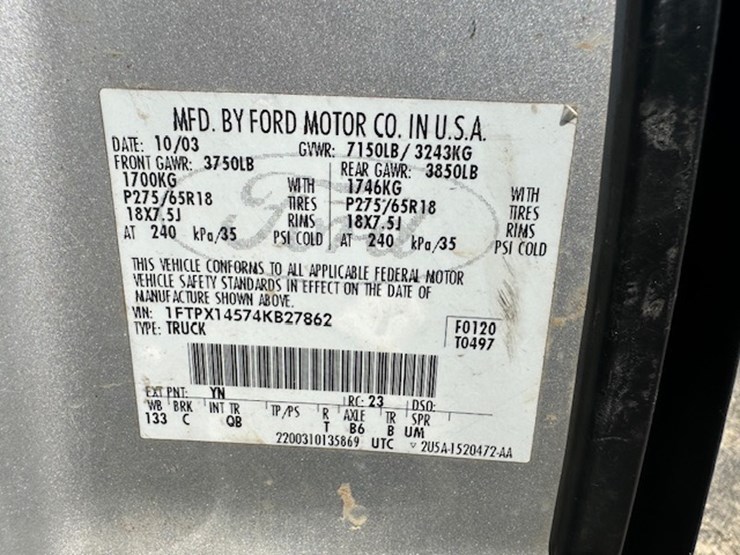 MFD. BY FORD MOTOR CO. IN U.S.A.
DATE: 10/03 GVWR: 7150LB/ 3243KG
FRONT GAWR: 3750LB REAR GAWR: 3850LB
1700KG WITH 1746KG WITH
P275/65R18 TIRES P275/65R18 TIRES
18X7.5J RIMS 18X7.5J RIMS
AT 240 kPa/35 PSI COLD AT 240 kPa/35 PSI COLD
Ford
THIS VEHICLE CONFORMS TO ALL APPLICABLE FEDERAL MOTOR
VEHICLE SAFETY STANDARDS IN EFFECT ON THE DATE OF
MANUFACTURE SHOWN ABOVE.
VIN: 1FTPX14574KB27862 F0120
TYPE: TRUCK T0497
EXT PNT: YN RC: 23 DSO:
WB BRK INT TR TP/PS R AXLE TR SPR
133 C QB T B6 B UM
2200310135869 UTC 2U5A-1520472-AA